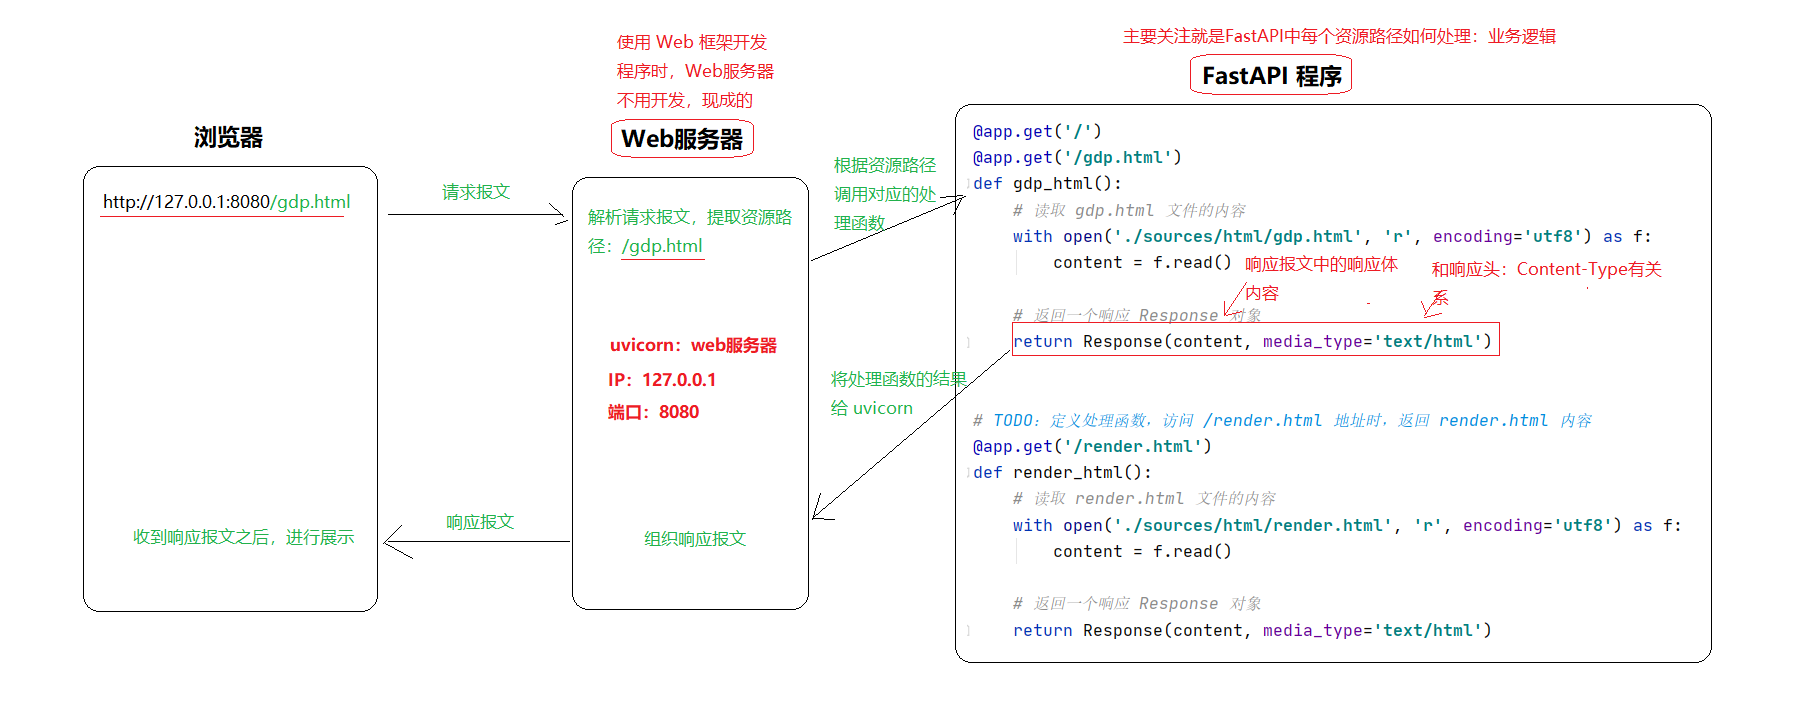 使用 Web 框架开发
程序时，Web服务器
不用开发，现成的
主要关注就是FastAPI中每个资源路径如何处理：业务逻辑
浏览器
Web服务器
FastAPI 程序
http://127.0.0.1:8080/gdp.html
请求报文
解析请求报文，提取资源路
径：/gdp.html
根据资源路径
调用对应的处
理函数
uvicorn：web服务器
IP：127.0.0.1
端口：8080
将处理函数的结果
给 uvicorn
组织响应报文
响应报文
收到响应报文之后，进行展示
@app.get('/')
@app.get('/gdp.html')
def gdp_html():
# 读取 gdp.html 文件的内容
with open('./sources/html/gdp.html', 'r', encoding='utf8') as f:
content = f.read()
响应报文中的响应体
内容
和响应头：Content-Type有关
系
# 返回一个响应 Response 对象
return Response(content, media_type='text/html')
# TODO：定义处理函数，访问 /render.html 地址时，返回 render.html 内容
@app.get('/render.html')
def render_html():
# 读取 render.html 文件的内容
with open('./sources/html/render.html', 'r', encoding='utf8') as f:
content = f.read()
# 返回一个响应 Response 对象
return Response(content, media_type='text/html')